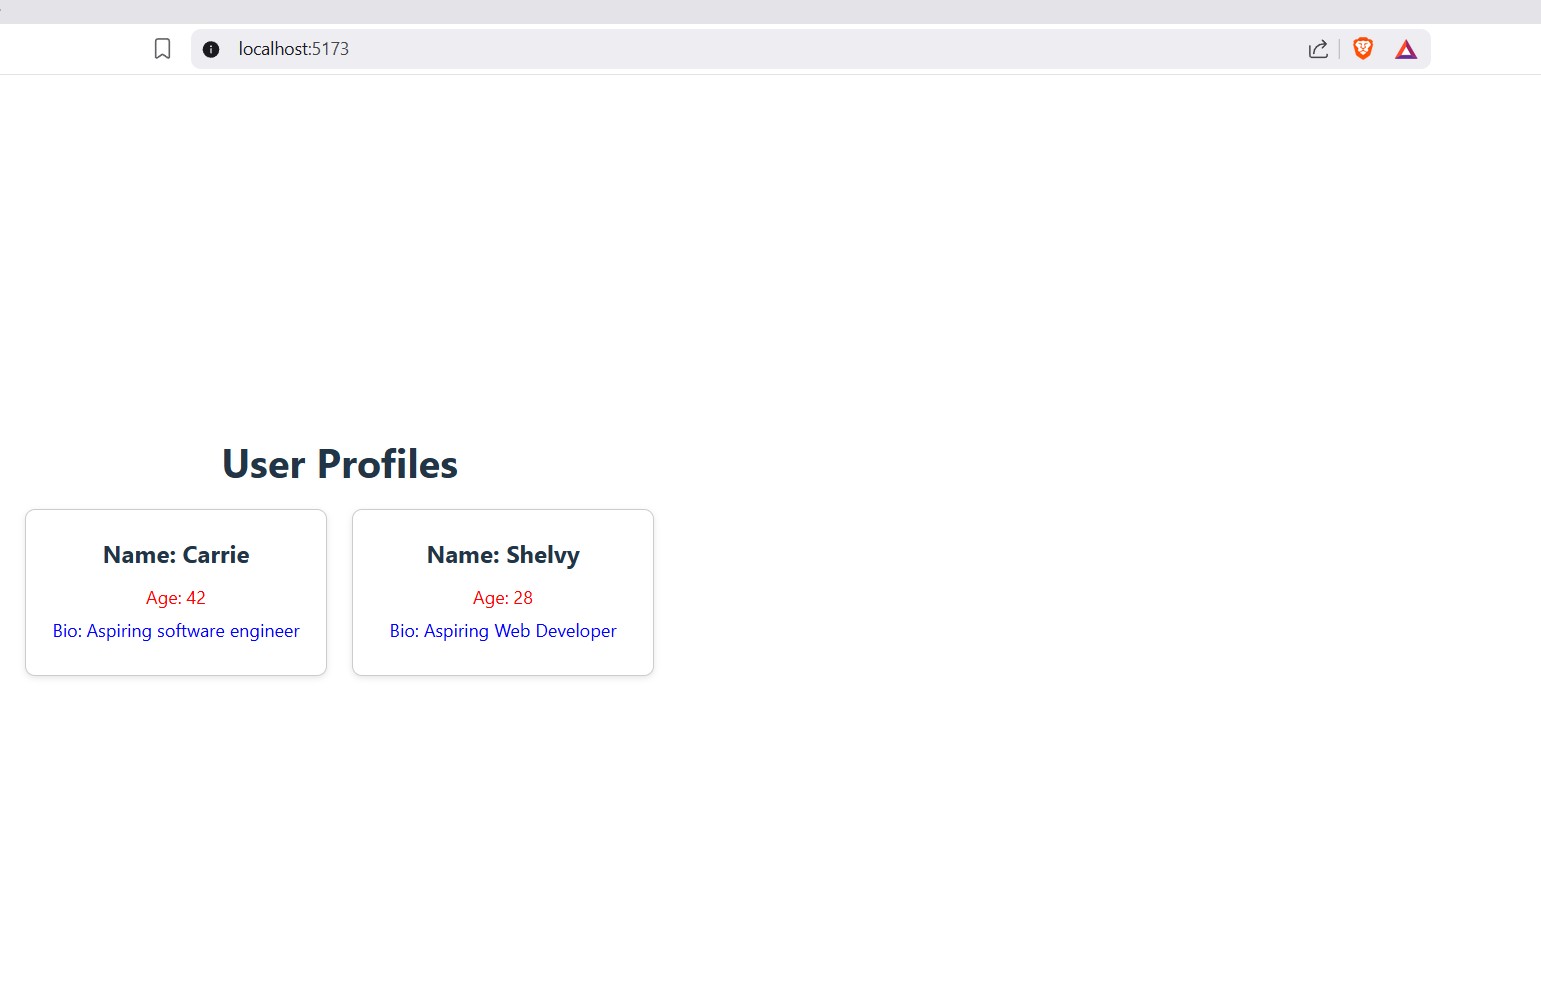 localhost:5173
User Profiles
Name: Carrie
Age: 42
Bio: Aspiring software engineer
Name: Shelvy
Age: 28
Bio: Aspiring Web Developer